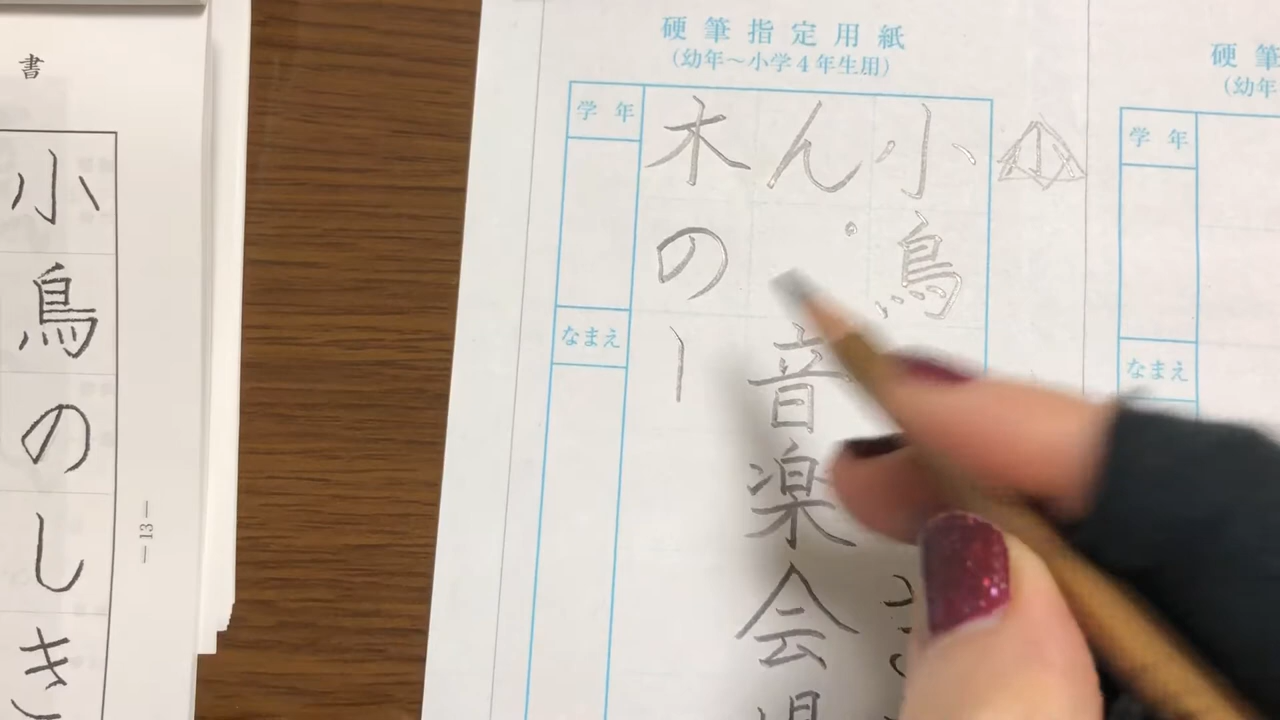 書
小鳥のしき
—13—
硬筆指定用紙
(幼年〜小学4年生用)
小
小鳥
ん。音楽会
木の
学年
なまえ
硬筆
(幼年
学年
なまえ